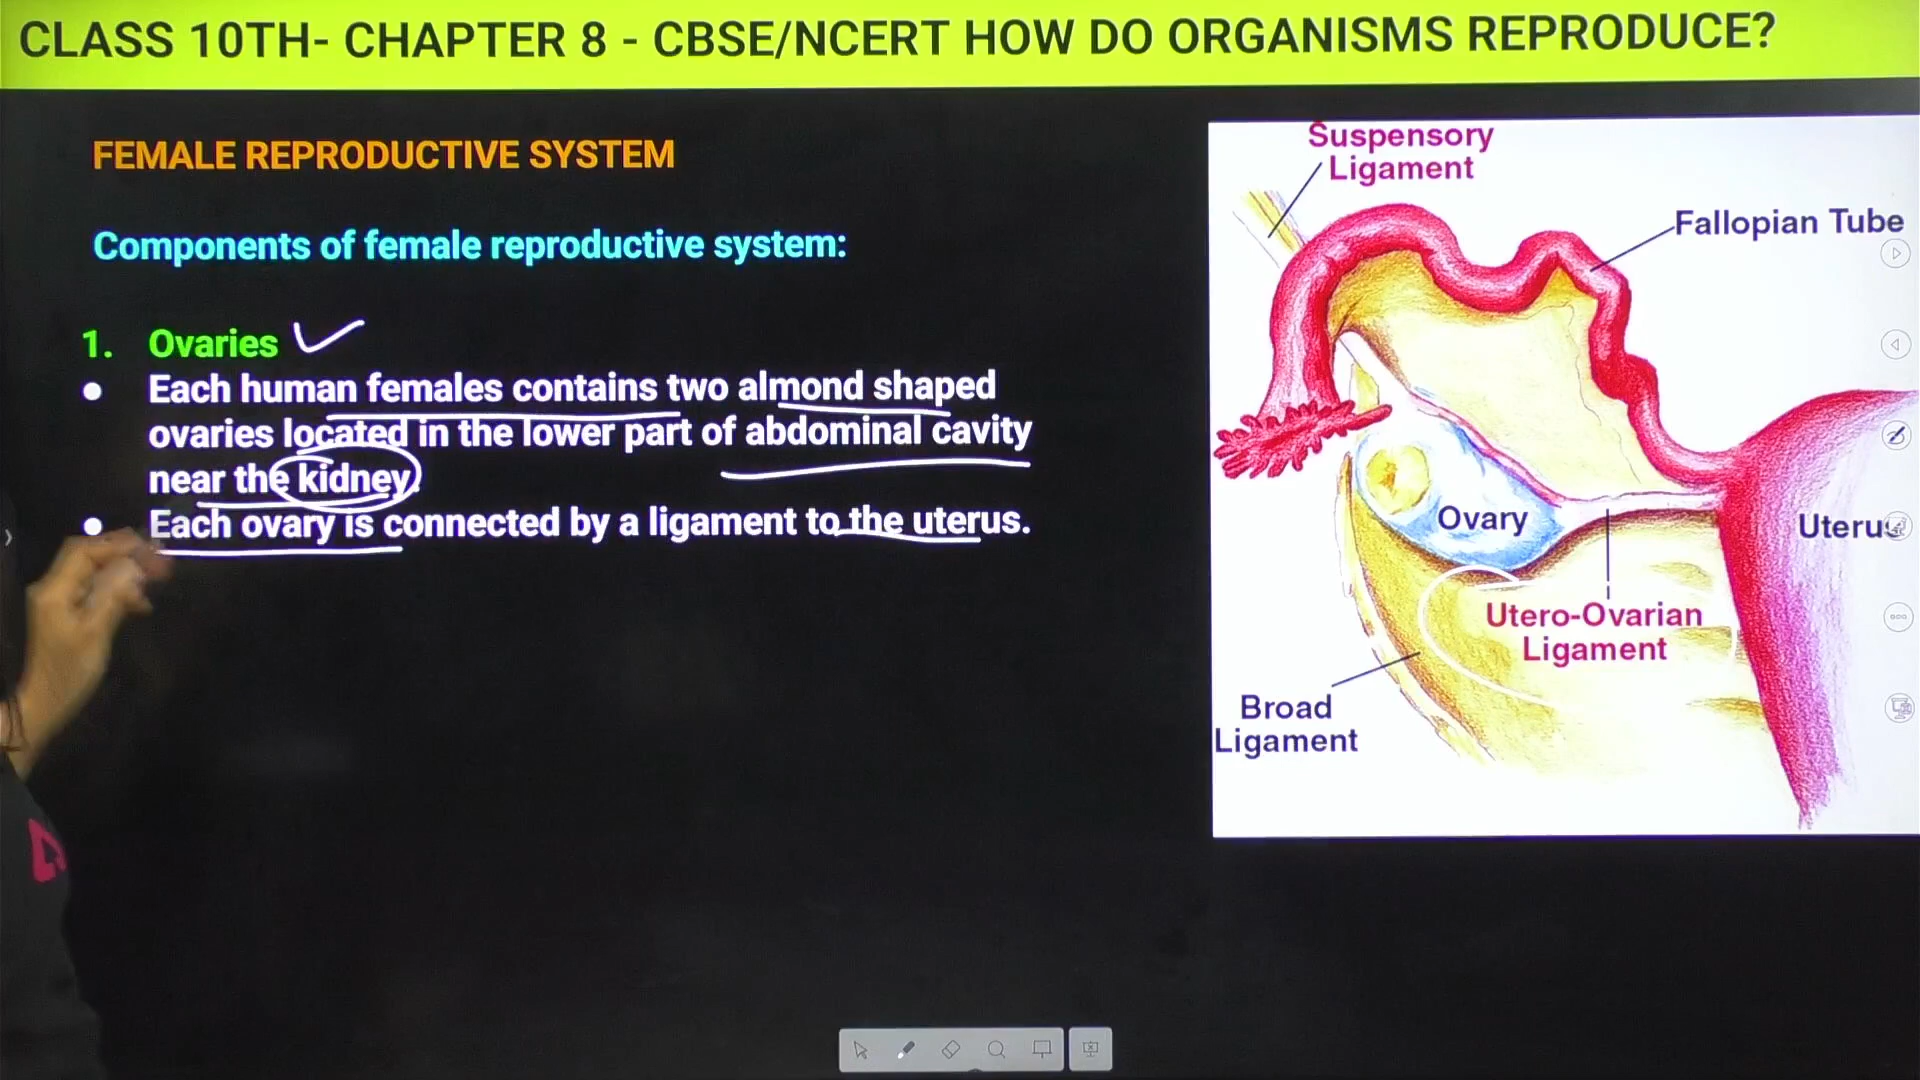 CLASS 10TH- CHAPTER 8 - CBSE/NCERT HOW DO ORGANISMS REPRODUCE?
FEMALE REPRODUCTIVE SYSTEM
Components of female reproductive system:
1. Ovaries
• Each human females contains two almond shaped
ovaries located in the lower part of abdominal cavity
near the kidney.
• Each ovary is connected by a ligament to the uterus.
Suspensory
Ligament
Fallopian Tube
Ovary
Uterus
Utero-Ovarian
Ligament
Broad
Ligament